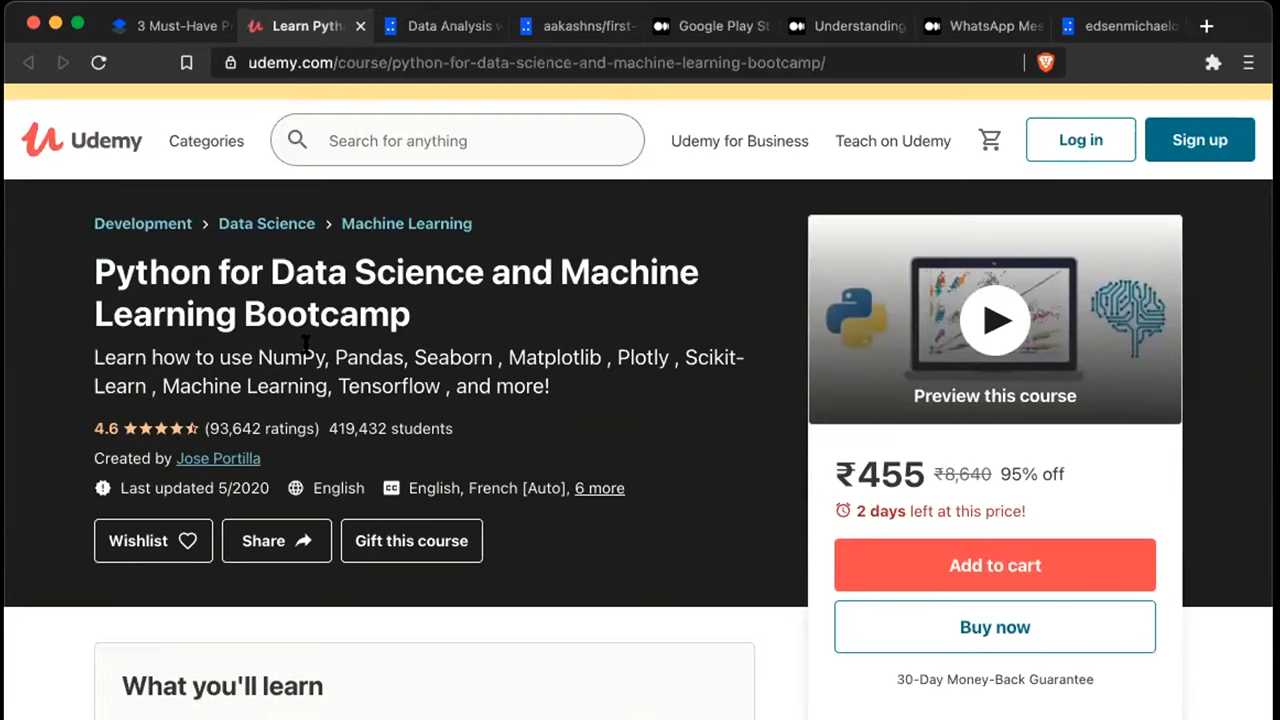 3 Must-Have P
Learn Pyth
Data Analysis w
aakashns/first-
Google Play St
Understanding
WhatsApp Mes
edsenmichaelc
udemy.com/course/python-for-data-science-and-machine-learning-bootcamp/
Udemy
Categories
Search for anything
Udemy for Business
Teach on Udemy
Log in
Sign up
Development > Data Science > Machine Learning
Python for Data Science and Machine
Learning Bootcamp
Learn how to use NumPy, Pandas, Seaborn , Matplotlib , Plotly , Scikit-
Learn , Machine Learning, Tensorflow , and more!
4.6 (93,642 ratings) 419,432 students
Created by Jose Portilla
Last updated 5/2020 English CC English, French [Auto], 6 more
Wishlist
Share
Gift this course
Preview this course
₹455 ₹8,640 95% off
2 days left at this price!
Add to cart
Buy now
30-Day Money-Back Guarantee
What you'll learn